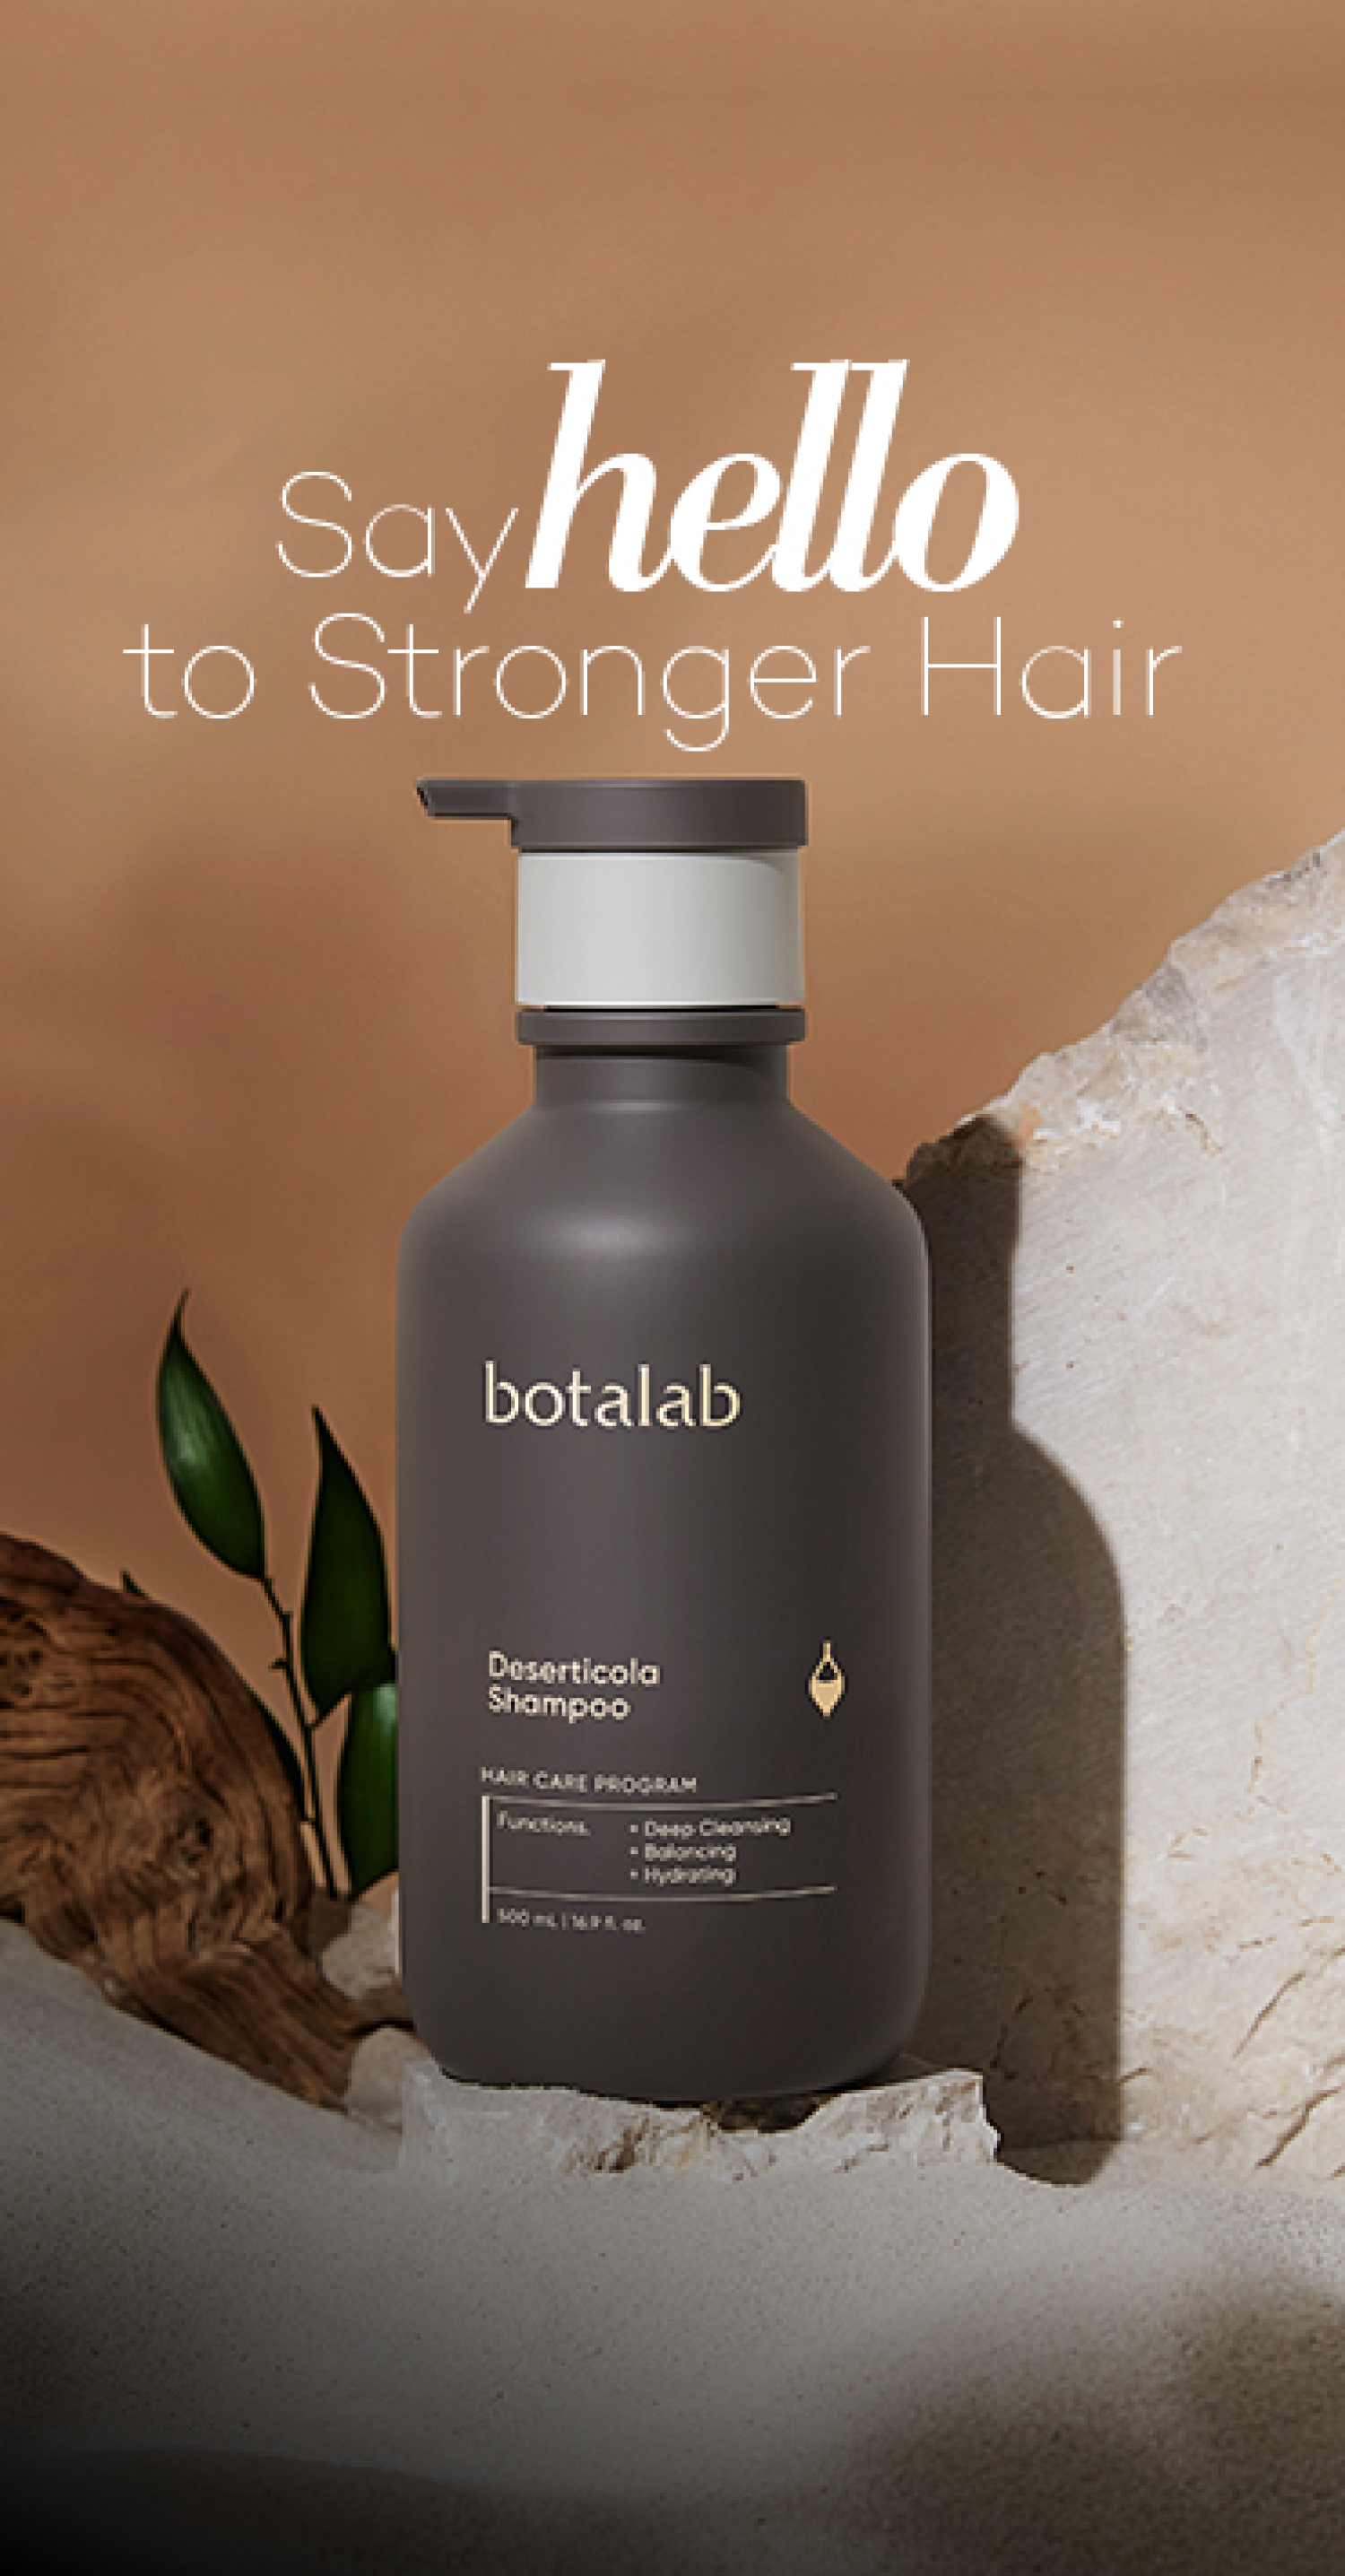 Say hello
to Stronger Hair
botalab
Deserticola
Shampoo
HAIR CARE PROGRAM
Functions.
• Deep Cleansing
• Balancing
• Hydrating
500 mL | 16.9 fl. oz.